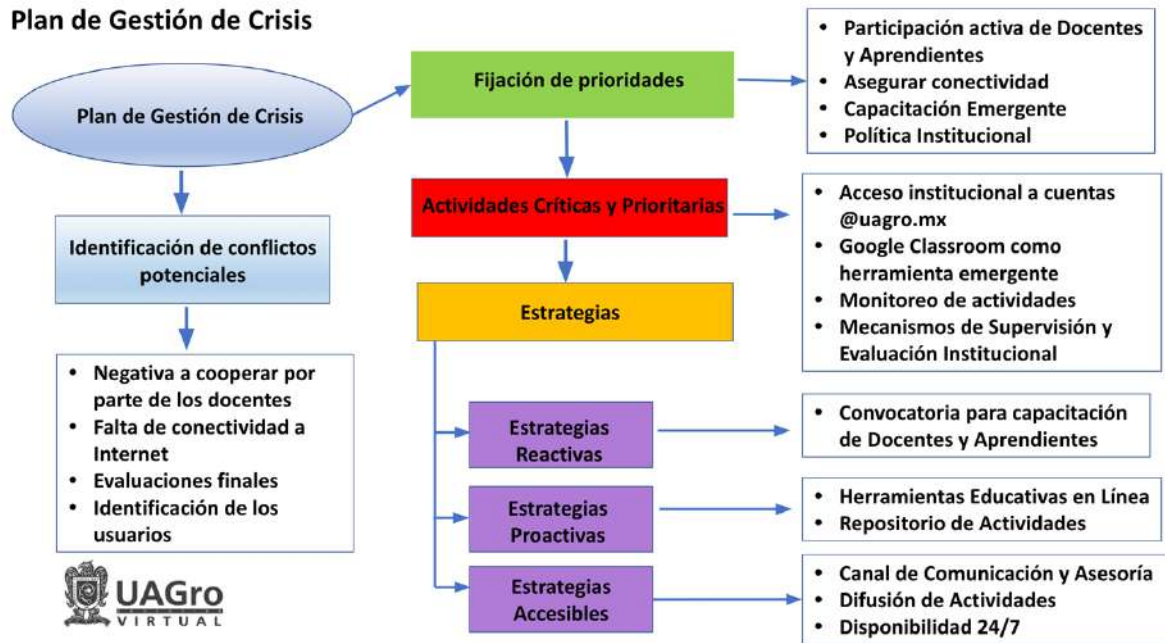 Plan de Gestión de Crisis
Plan de Gestión de Crisis
Identificación de conflictos
potenciales
• Negativa a cooperar por
parte de los docentes
• Falta de conectividad a
Internet
• Evaluaciones finales
• Identificación de los
usuarios
UAGro
VIRTUAL
Fijación de prioridades
• Participación activa de Docentes
y Aprendientes
• Asegurar conectividad
• Capacitación Emergente
• Política Institucional
Actividades Críticas y Prioritarias
• Acceso institucional a cuentas
@uagro.mx
• Google Classroom como
herramienta emergente
• Monitoreo de actividades
• Mecanismos de Supervisión y
Evaluación Institucional
Estrategias
Estrategias
Reactivas
• Convocatoria para capacitación
de Docentes y Aprendientes
Estrategias
Proactivas
• Herramientas Educativas en Línea
• Repositorio de Actividades
Estrategias
Accesibles
• Canal de Comunicación y Asesoría
• Difusión de Actividades
• Disponibilidad 24/7